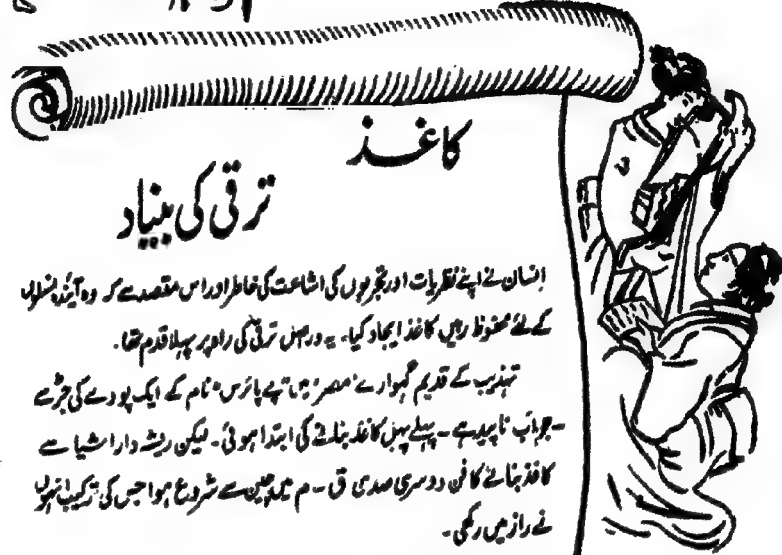 کاغذ
ترقی کی بنیاد
انسان نے اپنے نظریات اور تجربوں کی اشاعت کی خاطر اور اس مقصد سے کہ وہ آئندہ نسلوں
کے لئے محفوظ رہیں کاغذ ایجاد کیا۔ یہ دراصل ترقی کی راہ پر پہلا قدم تھا۔
تہذیب کے قدیم گہوارے 'مصر' میں 'پے پائرس' نام کے ایک پودے کی جڑ سے
۔ جو اَب ناپید ہے ۔ پہلے پہل کاغذ بنانے کی ابتدا ہوئی۔ لیکن ریشہ دار اشیا سے
کاغذ بنانے کا فن دوسری صدی ق ۔ م میں چین سے شروع ہوا جس کی ترکیب انہوں
نے راز میں رکھی۔